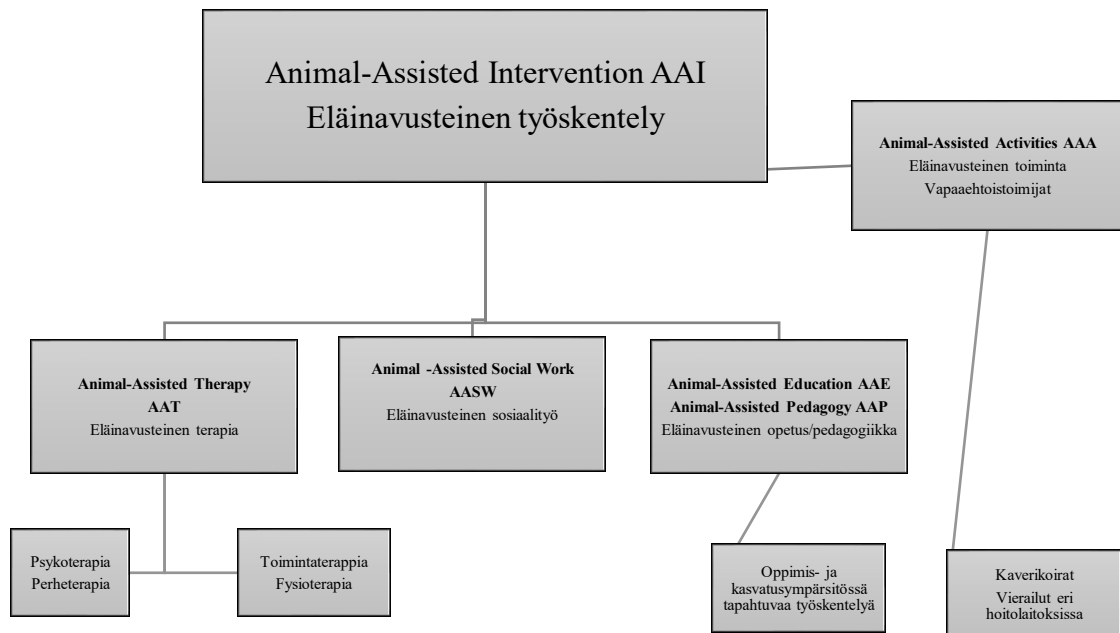 Animal-Assisted Intervention AAI
Eläinavusteinen työskentely
Animal-Assisted Activities AAA
Eläinavusteinen toiminta
Vapaaehtoistoimijat
Animal-Assisted Therapy
AAT
Eläinavusteinen terapia
Animal -Assisted Social Work
AASW
Eläinavusteinen sosiaalityö
Animal-Assisted Education AAE
Animal-Assisted Pedagogy AAP
Eläinavusteinen opetus/pedagogiikka
Psykoterapia
Perheterapia
Toimintaterappia
Fysioterapia
Oppimis- ja
kasvatusympärsitössä
tapahtuvaa työskentelyä
Kaverikoirat
Vierailut eri
hoitolaitoksissa